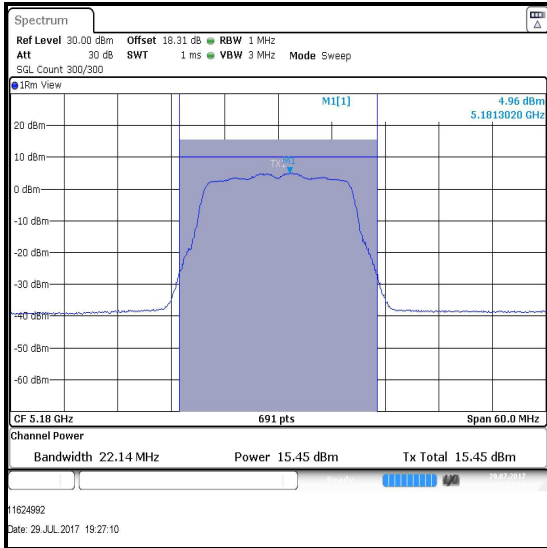 Spectrum
Ref Level 30.00 dBm Offset 18.31 dB RBW 1 MHz
Att 30 dB SWT 1 ms VBW 3 MHz Mode Sweep
SGL Count 300/300
1Rm View
M1[1] 4.96 dBm
5.1813020 GHz
20 dBm
10 dBm
TX M1
0 dBm
-10 dBm
-20 dBm
-30 dBm
-40 dBm
-50 dBm
-60 dBm
CF 5.18 GHz 691 pts Span 60.0 MHz
Channel Power
Bandwidth 22.14 MHz Power 15.45 dBm Tx Total 15.45 dBm
Ready 29.07.2017
11624992
Date: 29.JUL.2017 19:27:10